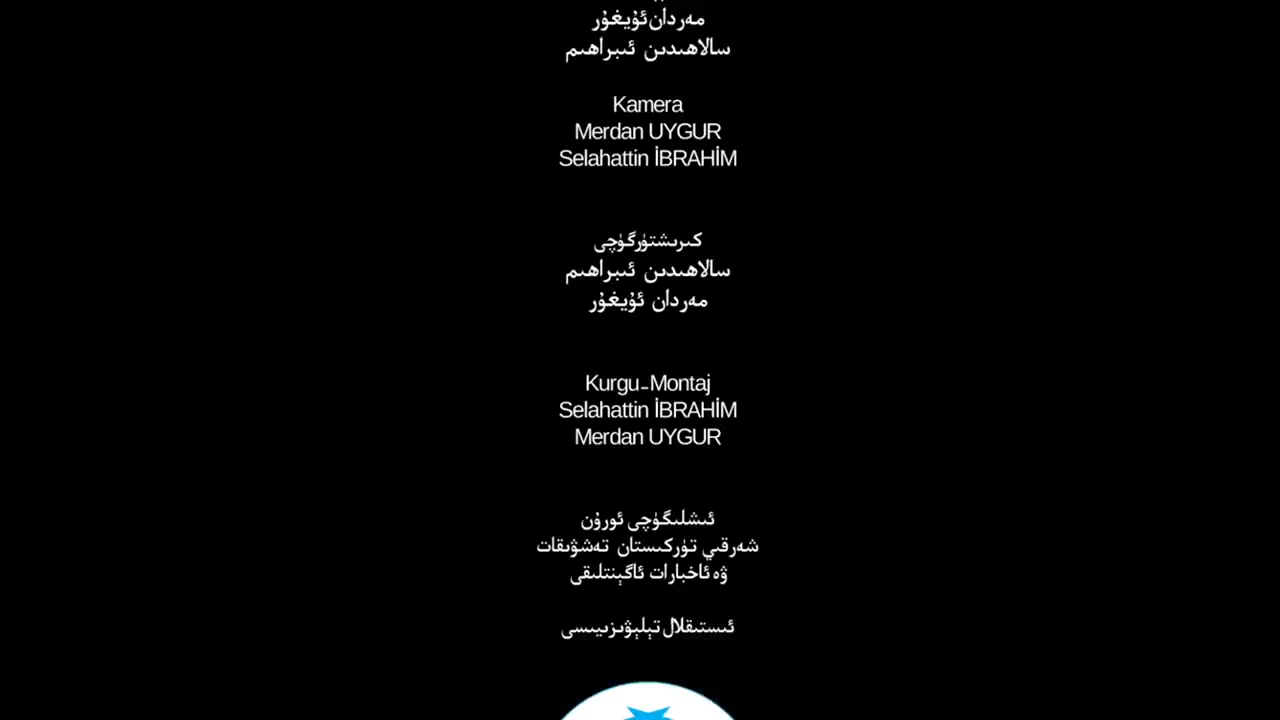 مەردان ئۇيغۇر
سالاھىدىن ئىبراھىم
Kamera
Merdan UYGUR
Selahattin İBRAHİM
كىرىشتۈرگۈچى
سالاھىدىن ئىبراھىم
مەردان ئۇيغۇر
Kurgu-Montaj
Selahattin İBRAHİM
Merdan UYGUR
ئىشلىگۈچى ئورۇن
شەرقىي تۈركىستان تەشۋىقات
ۋە ئاخبارات ئاگېنتلىقى
ئىستىقلال تېلېۋىزىيىسى